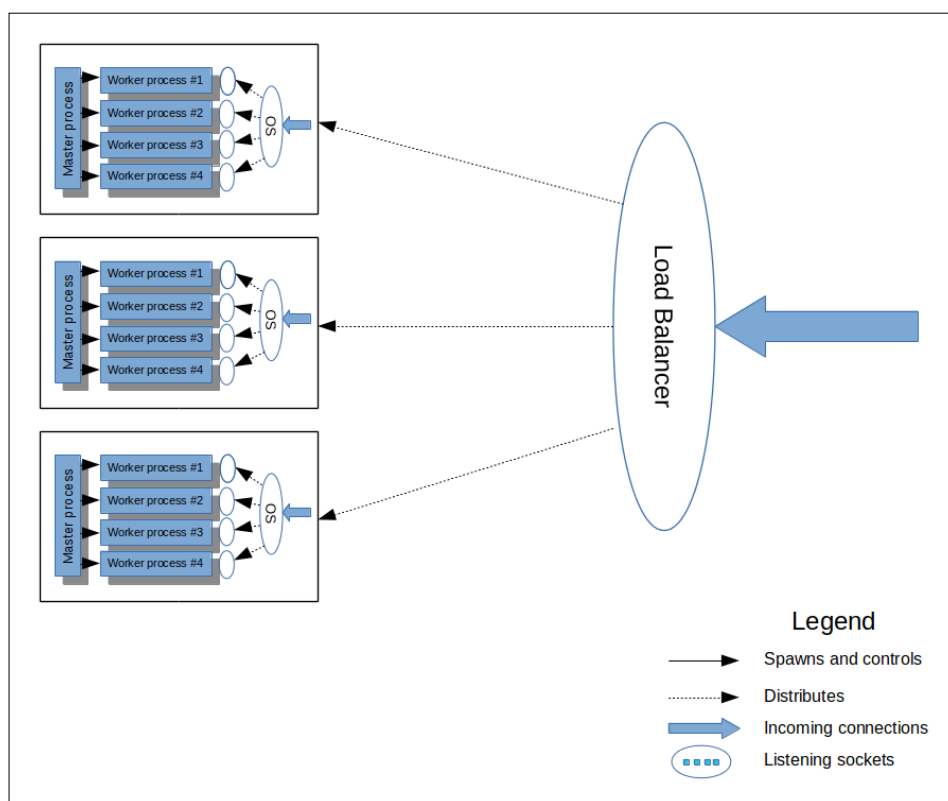 Master process
Worker process #1
Worker process #2
Worker process #3
Worker process #4
OS
Master process
Worker process #1
Worker process #2
Worker process #3
Worker process #4
OS
Master process
Worker process #1
Worker process #2
Worker process #3
Worker process #4
OS
Load Balancer
Legend
Spawns and controls
Distributes
Incoming connections
Listening sockets